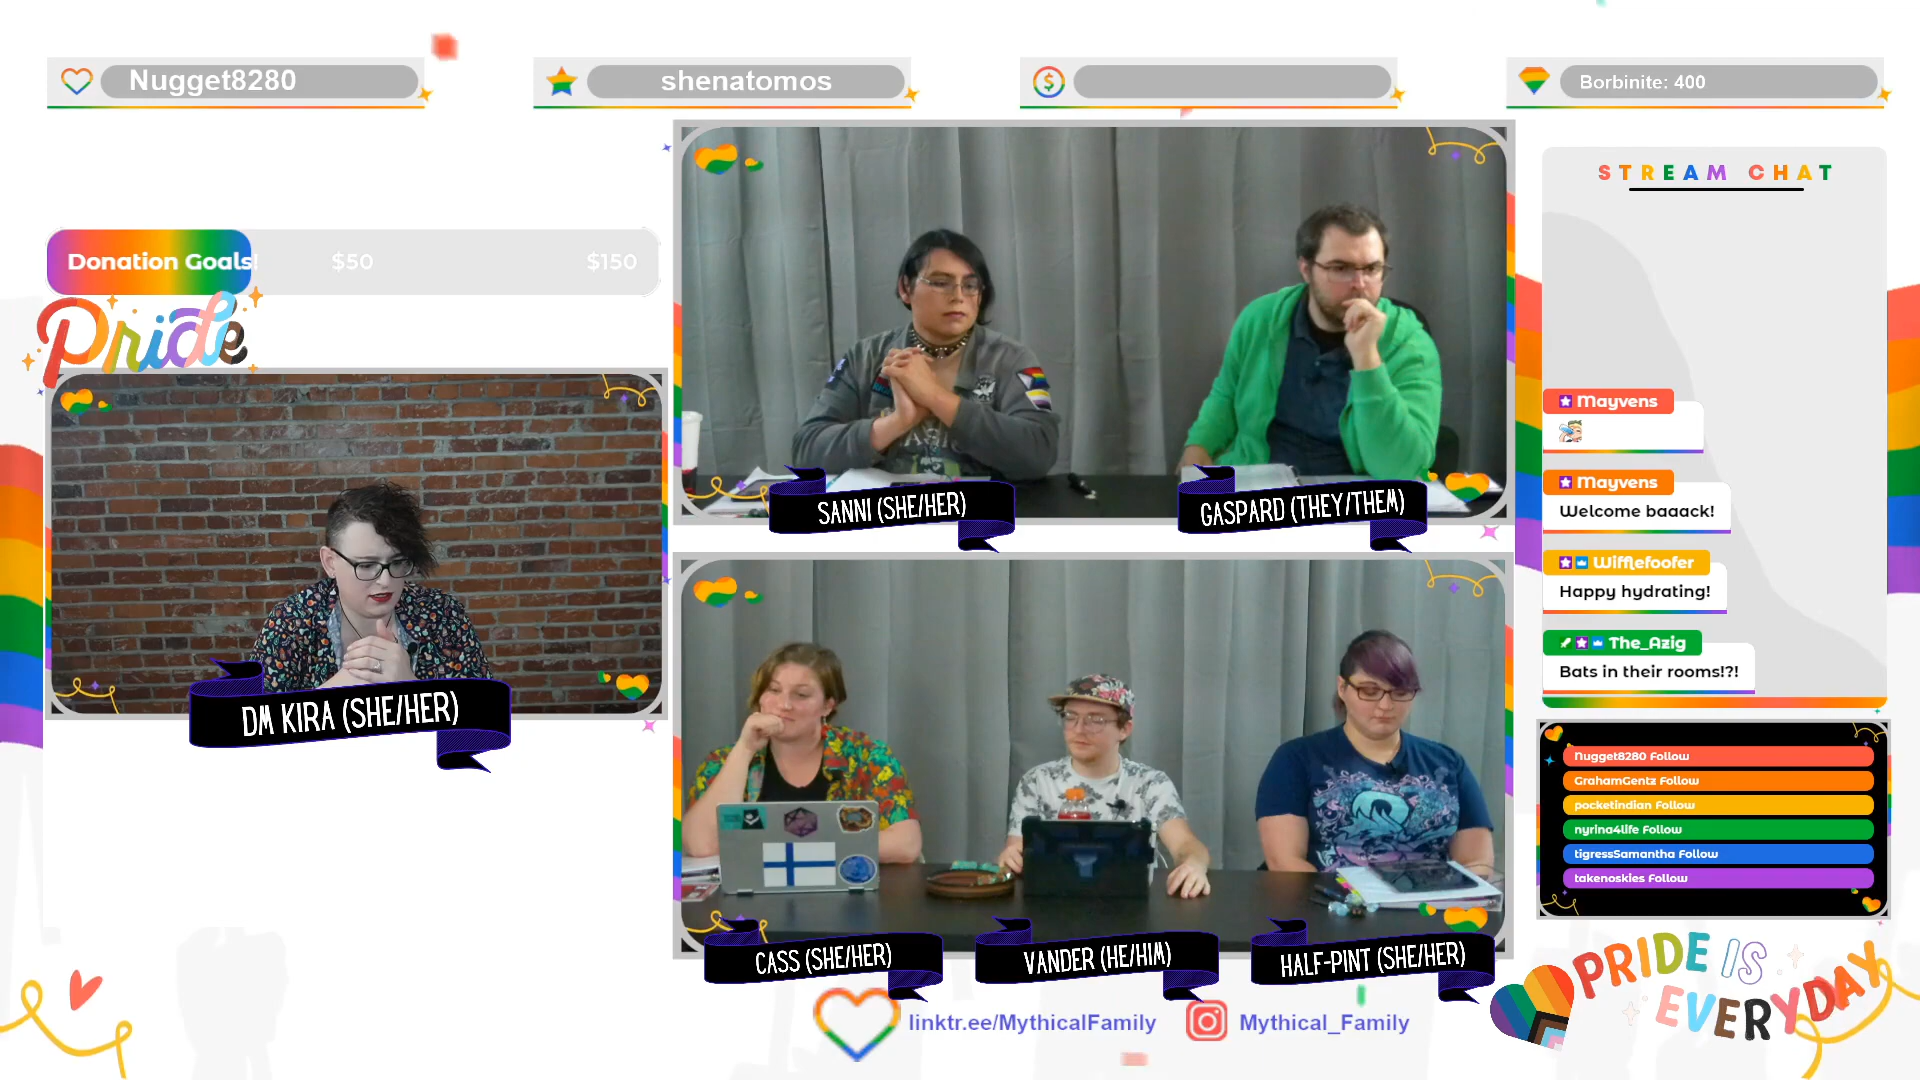 Nugget8280
shenatomos
Borbinite: 400
Donation Goals!
$50
$150
Pride
STREAM CHAT
Mayvens
Mayvens
Welcome baaack!
Wifflefoofer
Happy hydrating!
The_Azig
Bats in their rooms!?!
SANNI (SHE/HER)
GASPARD (THEY/THEM)
DM KIRA (SHE/HER)
CASS (SHE/HER)
VANDER (HE/HIM)
HALF-PINT (SHE/HER)
Nugget8280 Follow
GrahamGentz Follow
pocketindian Follow
nyrina4life Follow
tigressSamantha Follow
takenoskies Follow
PRIDE IS
EVERYDAY
linktr.ee/MythicalFamily
Mythical_Family